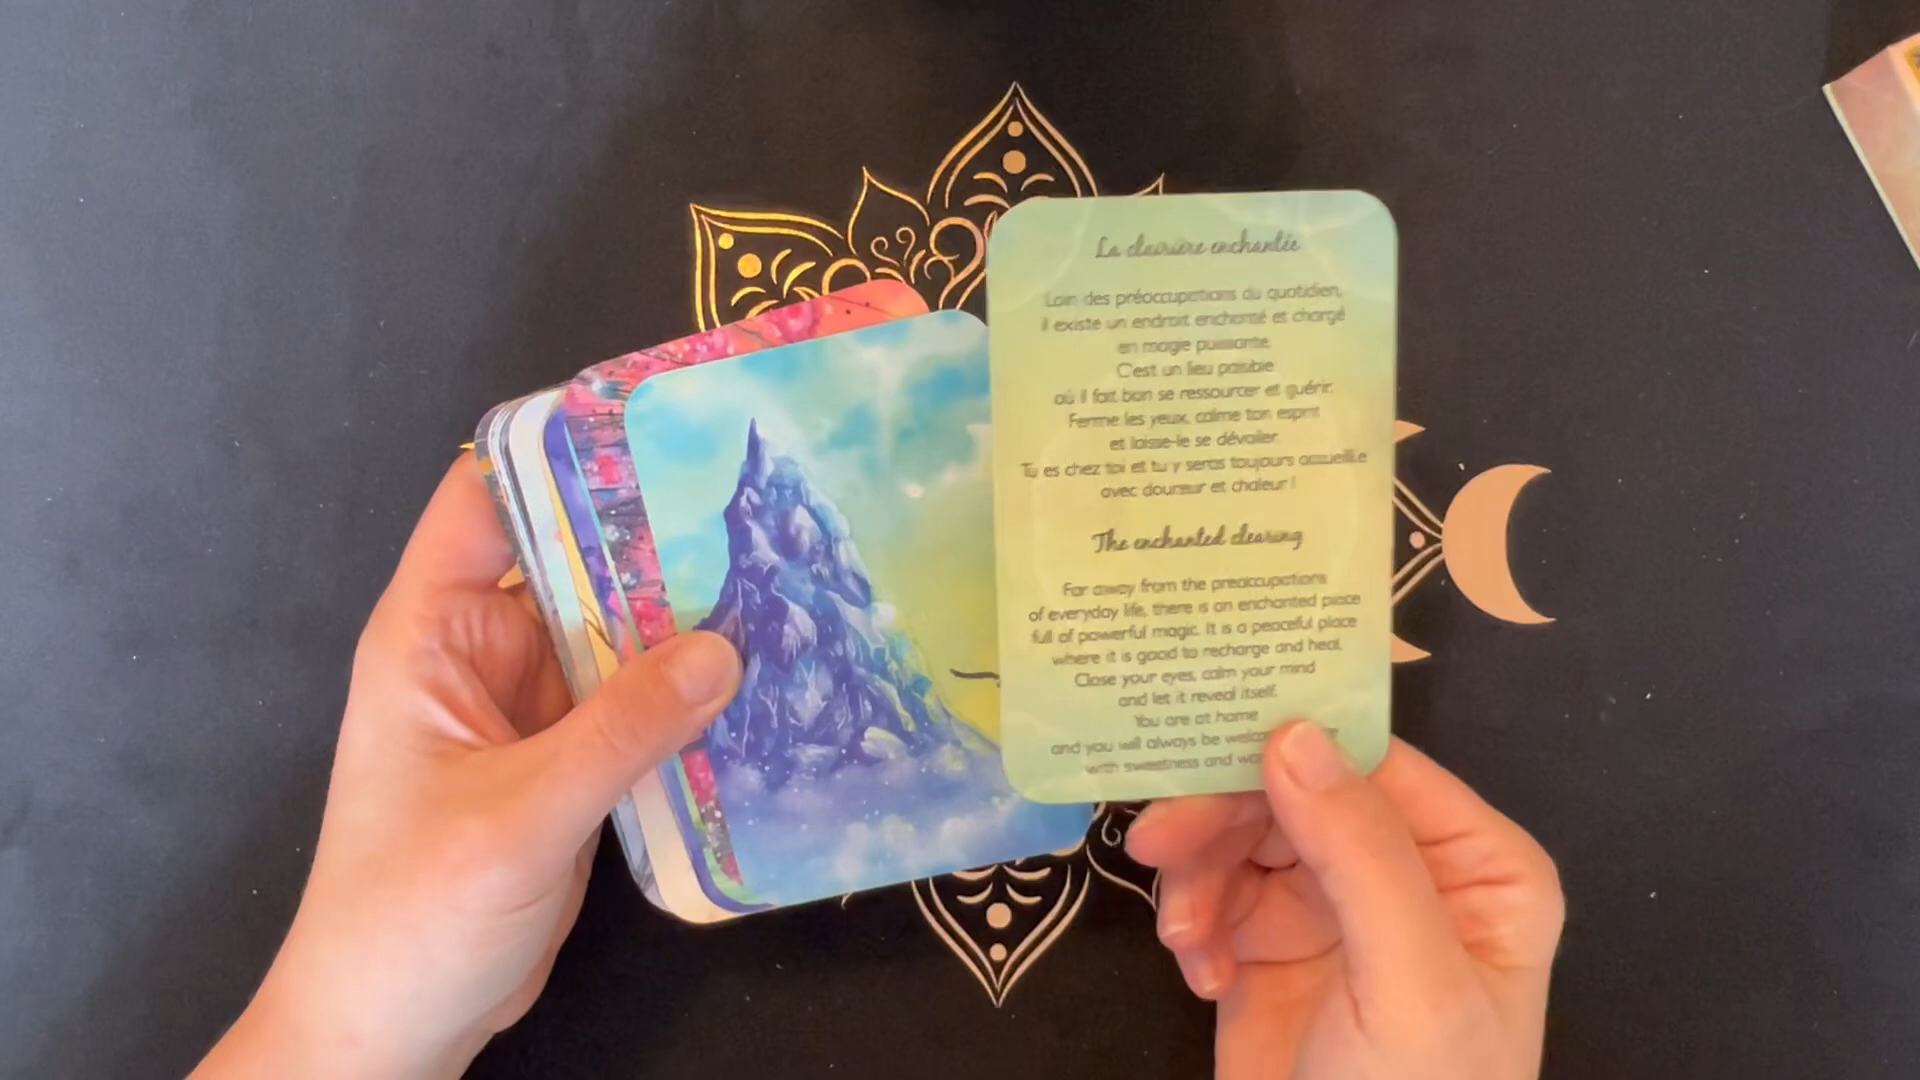 La clairière enchantée
Loin des préoccupations du quotidien,
il existe un endroit enchanté et chargé
en magie puissante.
C'est un lieu paisible
où il fait bon se ressourcer et guérir.
Ferme les yeux, calme ton esprit
et laisse-le se dévoiler.
Tu es chez toi et tu y seras toujours accueilli.e
avec douceur et chaleur !
The enchanted clearing
Far away from the preoccupations
of everyday life, there is an enchanted place
full of powerful magic. It is a peaceful place
where it is good to recharge and heal.
Close your eyes, calm your mind
and let it reveal itself.
You are at home
and you will always be
with sweetness and